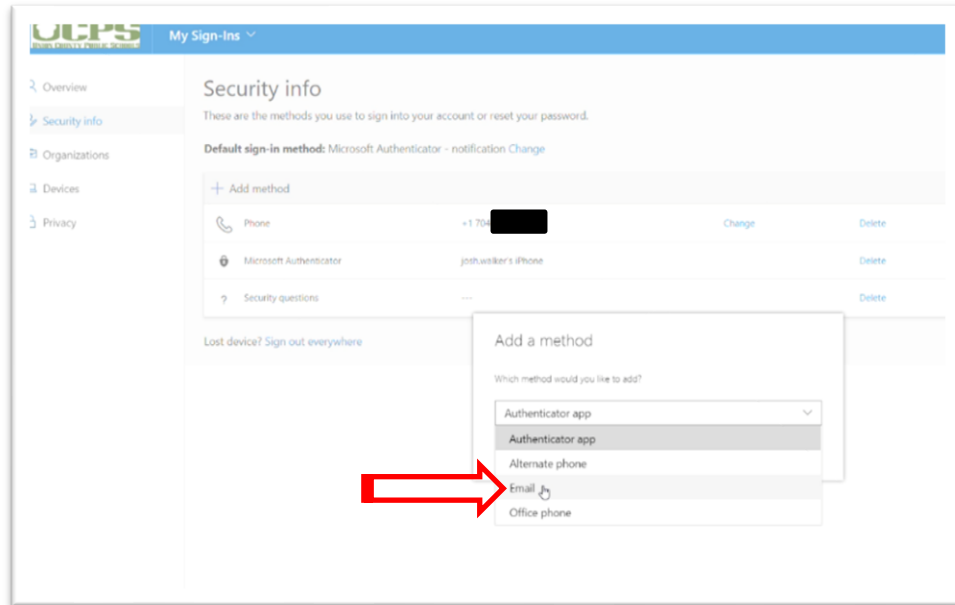 UCPS
My Sign-Ins
Overview
Security info
Organizations
Devices
Privacy
Security info
These are the methods you use to sign into your account or reset your password.
Default sign-in method: Microsoft Authenticator - notification Change
+ Add method
Phone +1 704 Change Delete
Microsoft Authenticator josh.walker's iPhone Delete
? Security questions --- Delete
Lost device? Sign out everywhere
Add a method
Which method would you like to add?
Authenticator app
Authenticator app
Alternate phone
Email
Office phone